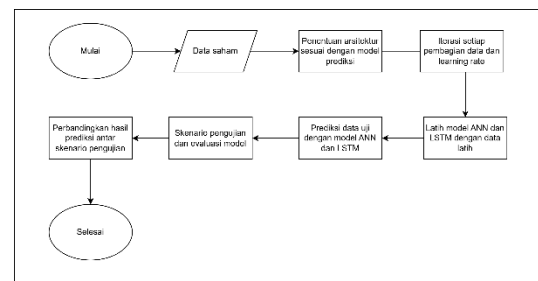 Mulai
Data saham
Penentuan arsitektur
sesuai dengan model
prediksi
Iterasi setiap
pembagian data dan
learning rate
Perbandingkan hasil
prediksi antar
skenario pengujian
Skenario pengujian
dan evaluasi model
Prediksi data uji
dengan model ANN
dan LSTM
Latih model ANN dan
LSTM dengan data
latih
Selesai